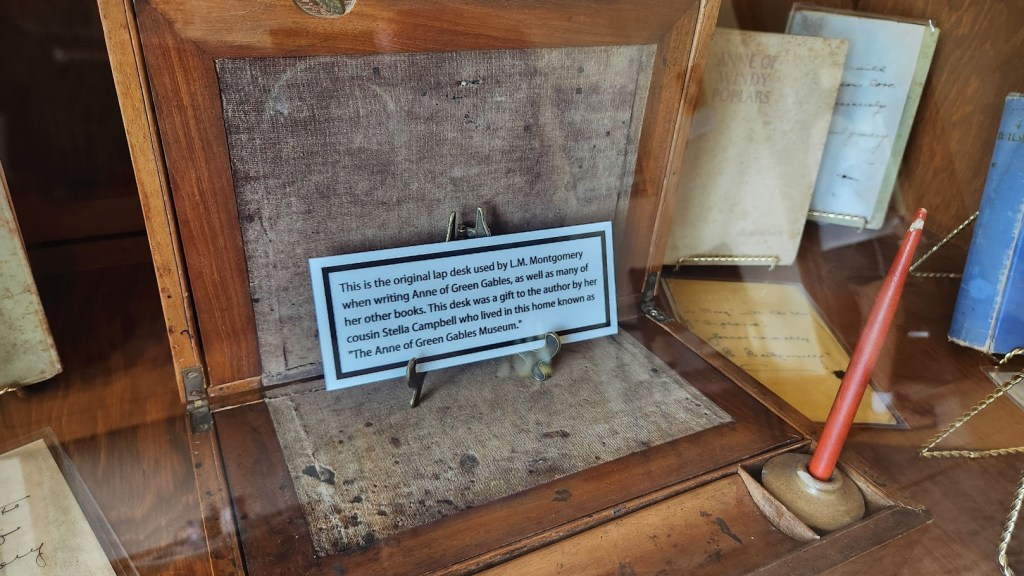 This is the original lap desk used by L.M. Montgomery
when writing Anne of Green Gables, as well as many of
her other books. This desk was a gift to the author by her
cousin Stella Campbell who lived in this home known as
"The Anne of Green Gables Museum."
ANNE OF
WINDY
POPLARS